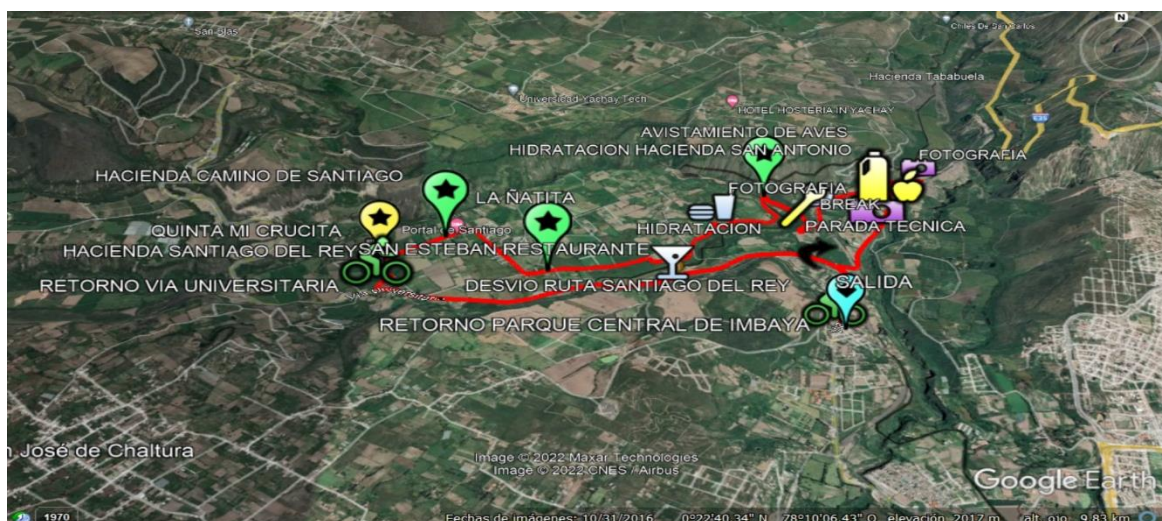 San Blas
Chiles De San Carlos
N
Hacienda Tababuela
Universidad Yachay Tech
HOTEL HOSTERIA IN YACHAY
E35
AVISTAMIENTO DE AVES
HIDRATACION HACIENDA SAN ANTONIO
FOTOGRAFIA
HACIENDA CAMINO DE SANTIAGO
FOTOGRAFIA
LA ÑATITA
BREAK
QUINTA MI CRUCITA
Portal de Santiago
HIDRATACION
PARADA TECNICA
HACIENDA SANTIAGO DEL REY
SAN ESTEBAN RESTAURANTE
RETORNO VIA UNIVERSITARIA
DESVIO RUTA SANTIAGO DEL REY
SALIDA
RETORNO PARQUE CENTRAL DE IMBAYA
n José de Chaltura
Image © 2022 Maxar Technologies
Image © 2022 CNES / Airbus
Google Earth
1970
Fechas de imágenes: 10/31/2016 0°22'40.34" N 78°10'06.43" O elevación 2017 m alt. ojo 9.83 km